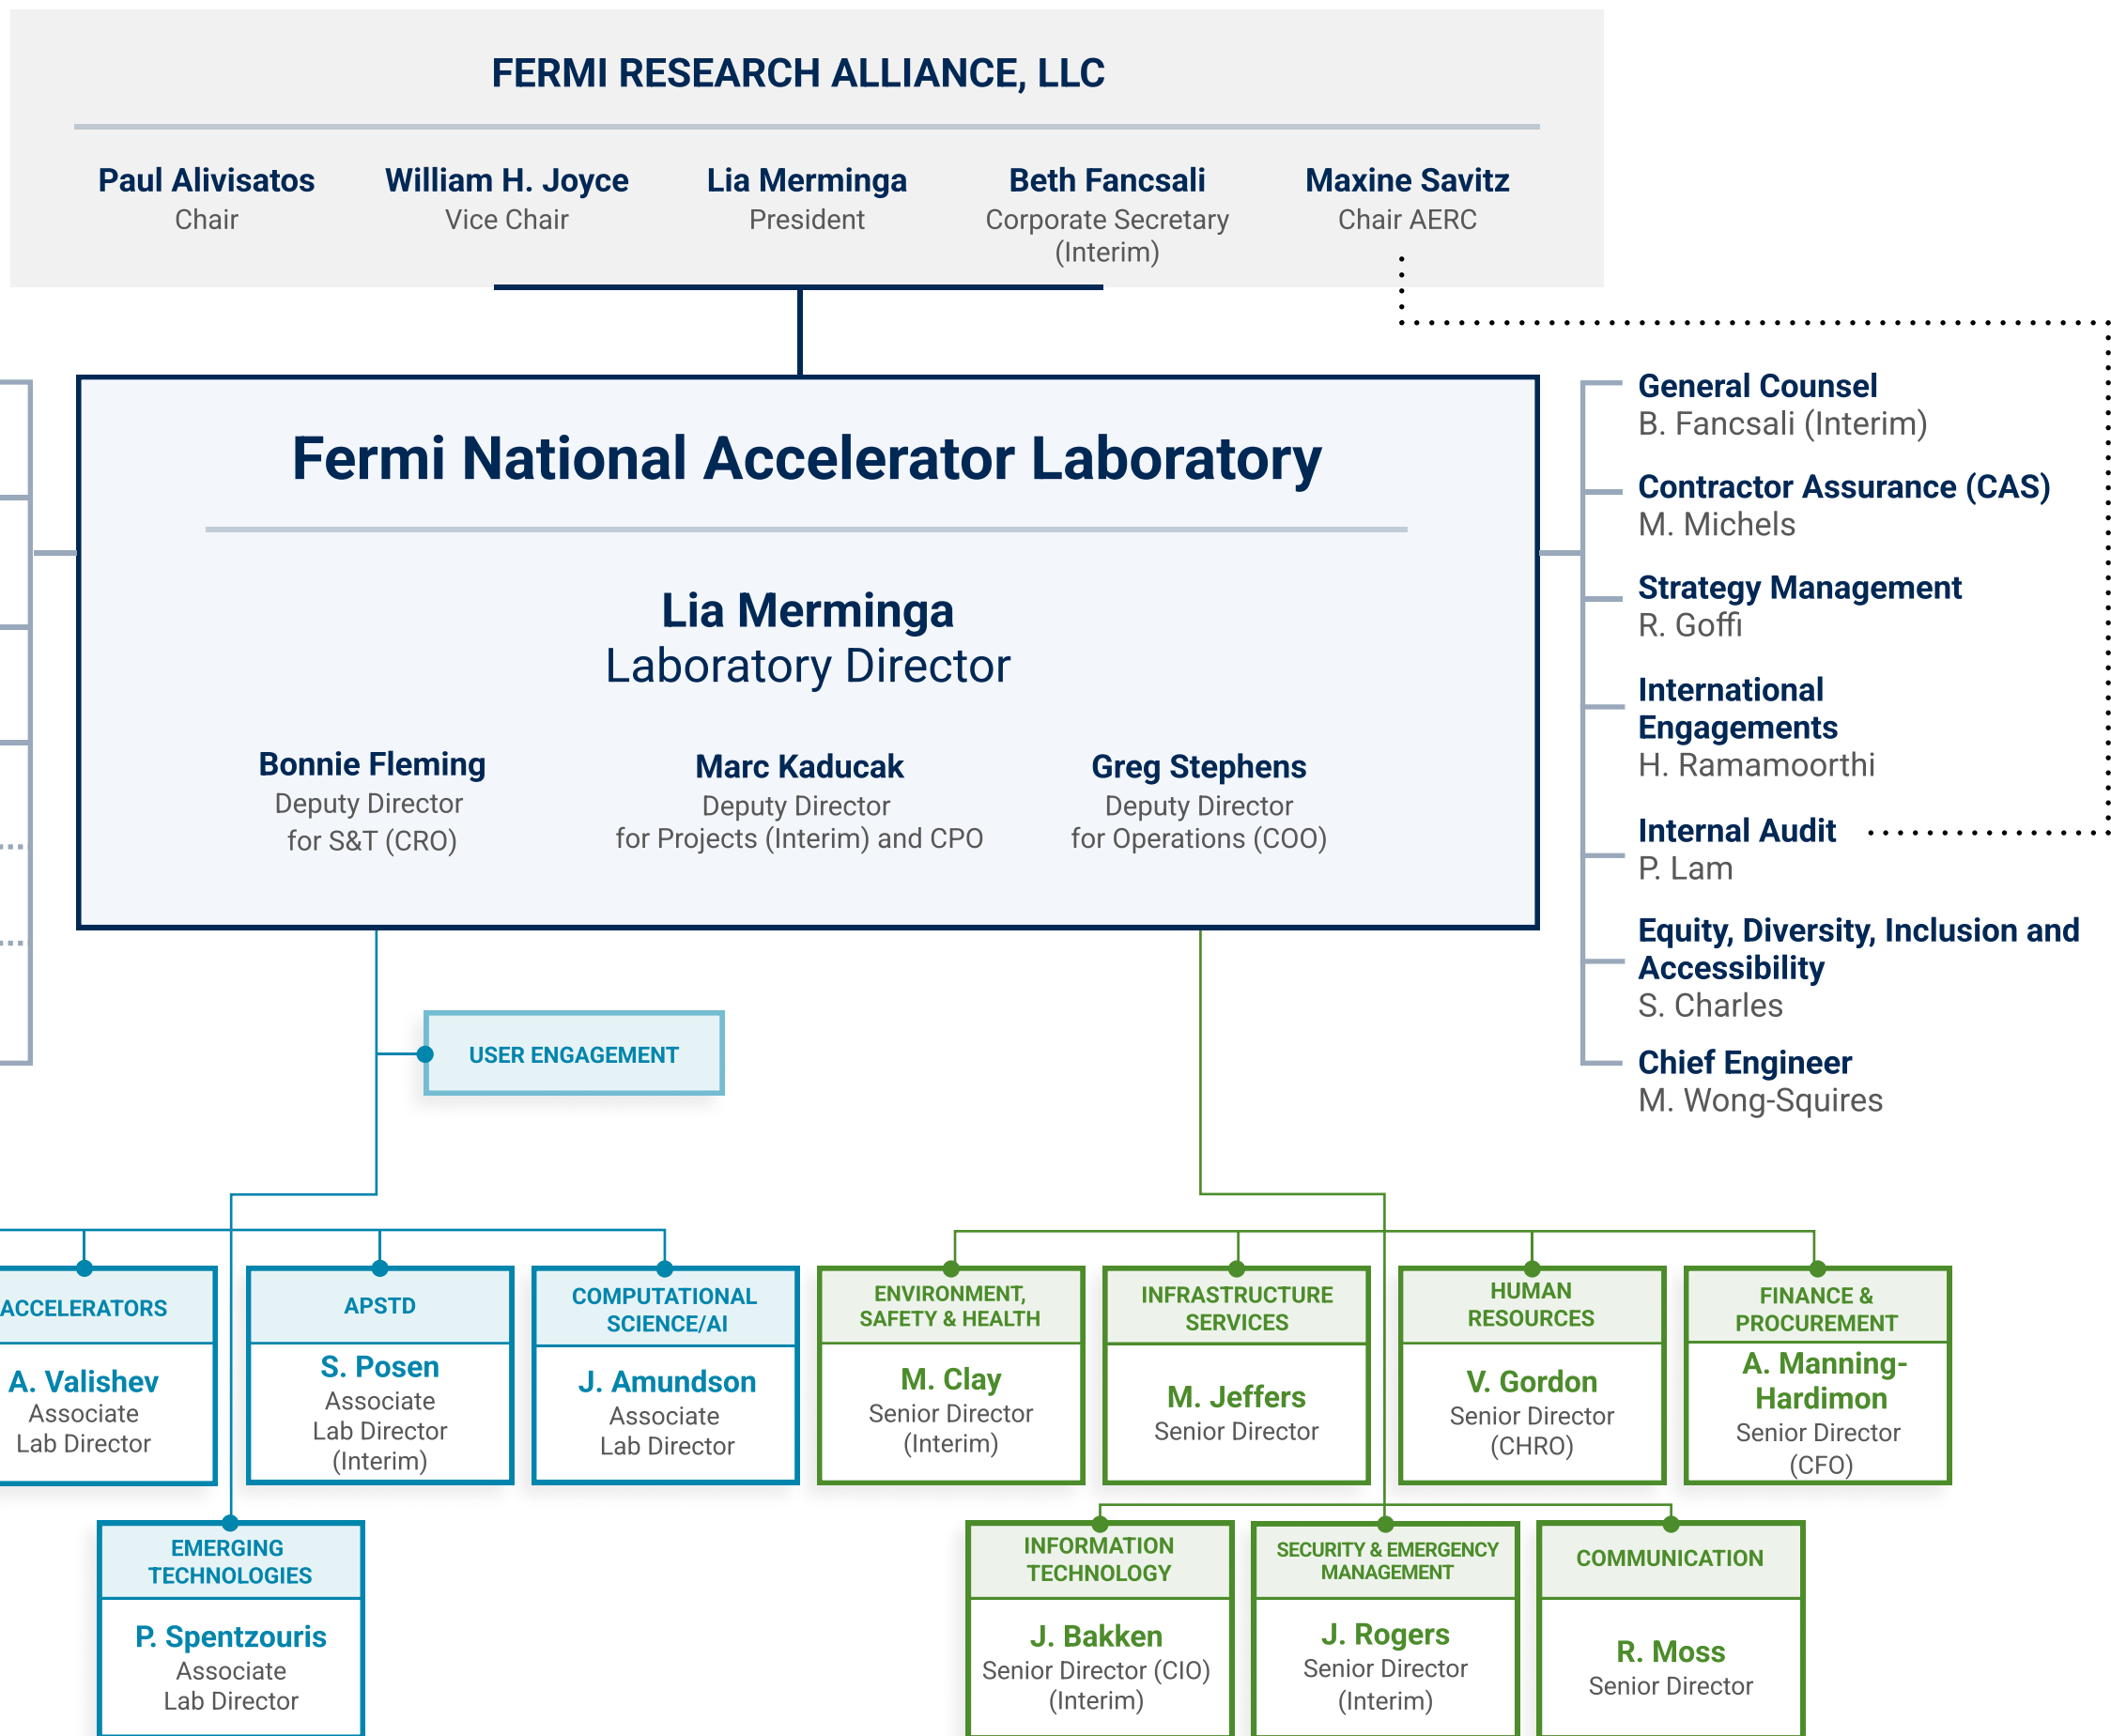 FERMI RESEARCH ALLIANCE, LLC
Paul Alivisatos
Chair
William H. Joyce
Vice Chair
Lia Merminga
President
Beth Fancsali
Corporate Secretary
(Interim)
Maxine Savitz
Chair AERC
Fermi National Accelerator Laboratory
Lia Merminga
Laboratory Director
Bonnie Fleming
Deputy Director
for S&T (CRO)
Marc Kaducak
Deputy Director
for Projects (Interim) and CPO
Greg Stephens
Deputy Director
for Operations (COO)
General Counsel
B. Fancsali (Interim)
Contractor Assurance (CAS)
M. Michels
Strategy Management
R. Goffi
International
Engagements
H. Ramamoorthi
Internal Audit
P. Lam
Equity, Diversity, Inclusion and
Accessibility
S. Charles
Chief Engineer
M. Wong-Squires
USER ENGAGEMENT
ACCELERATORS
A. Valishev
Associate
Lab Director
APSTD
S. Posen
Associate
Lab Director
(Interim)
COMPUTATIONAL
SCIENCE/AI
J. Amundson
Associate
Lab Director
ENVIRONMENT,
SAFETY & HEALTH
M. Clay
Senior Director
(Interim)
INFRASTRUCTURE
SERVICES
M. Jeffers
Senior Director
HUMAN
RESOURCES
V. Gordon
Senior Director
(CHRO)
FINANCE &
PROCUREMENT
A. Manning-
Hardimon
Senior Director
(CFO)
EMERGING
TECHNOLOGIES
P. Spentzouris
Associate
Lab Director
INFORMATION
TECHNOLOGY
J. Bakken
Senior Director (CIO)
(Interim)
SECURITY & EMERGENCY
MANAGEMENT
J. Rogers
Senior Director
(Interim)
COMMUNICATION
R. Moss
Senior Director